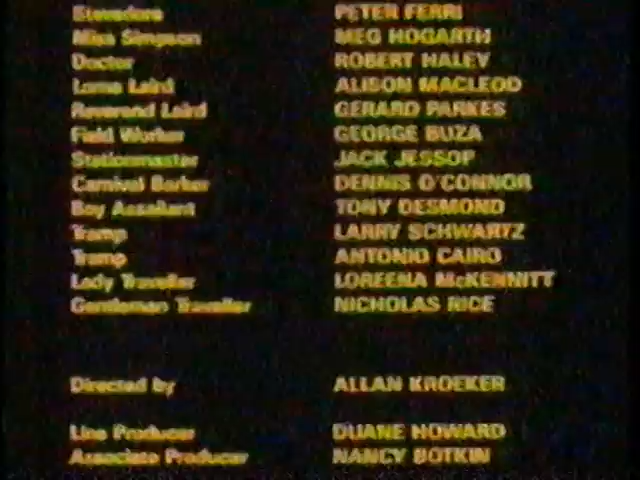 Stevedore PETER FERRI
Miss Simpson MEG HOGARTH
Doctor ROBERT HALEY
Lorne Laird ALISON MACLEOD
Reverend Laird GERARD PARKES
Field Worker GEORGE BUZA
Stationmaster JACK JESSOP
Carnival Barker DENNIS O'CONNOR
Boy Assailant TONY DESMOND
Tramp LARRY SCHWARTZ
Tramp ANTONIO CAIRO
Lady Traveller LOREENA McKENNITT
Gentleman Traveller NICHOLAS RICE
Directed by ALLAN KROEKER
Line Producer DUANE HOWARD
Associate Producer NANCY BOTKIN